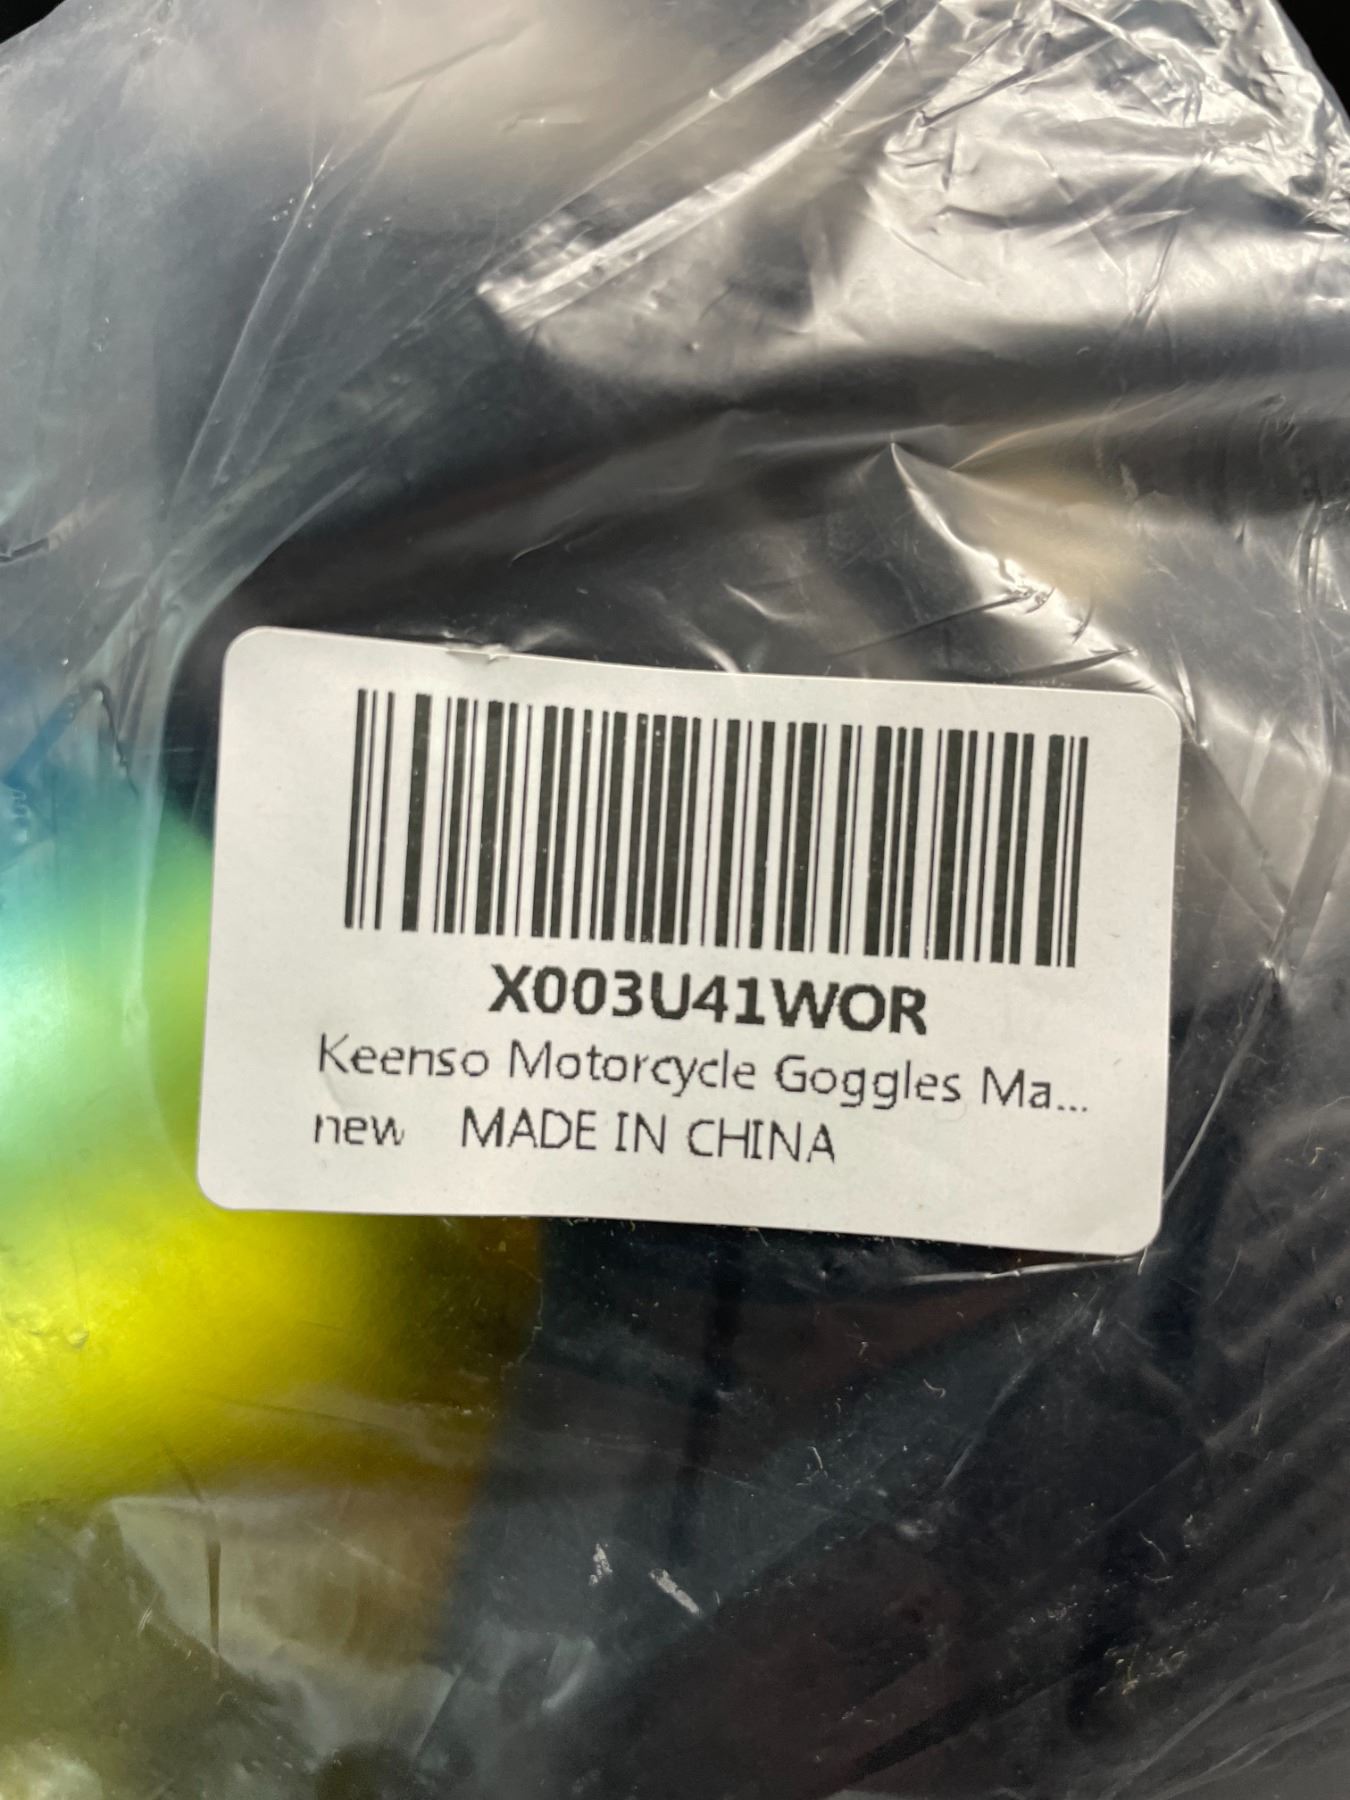 X003U41WOR
Keenso Motorcycle Goggles Ma...
new MADE IN CHINA